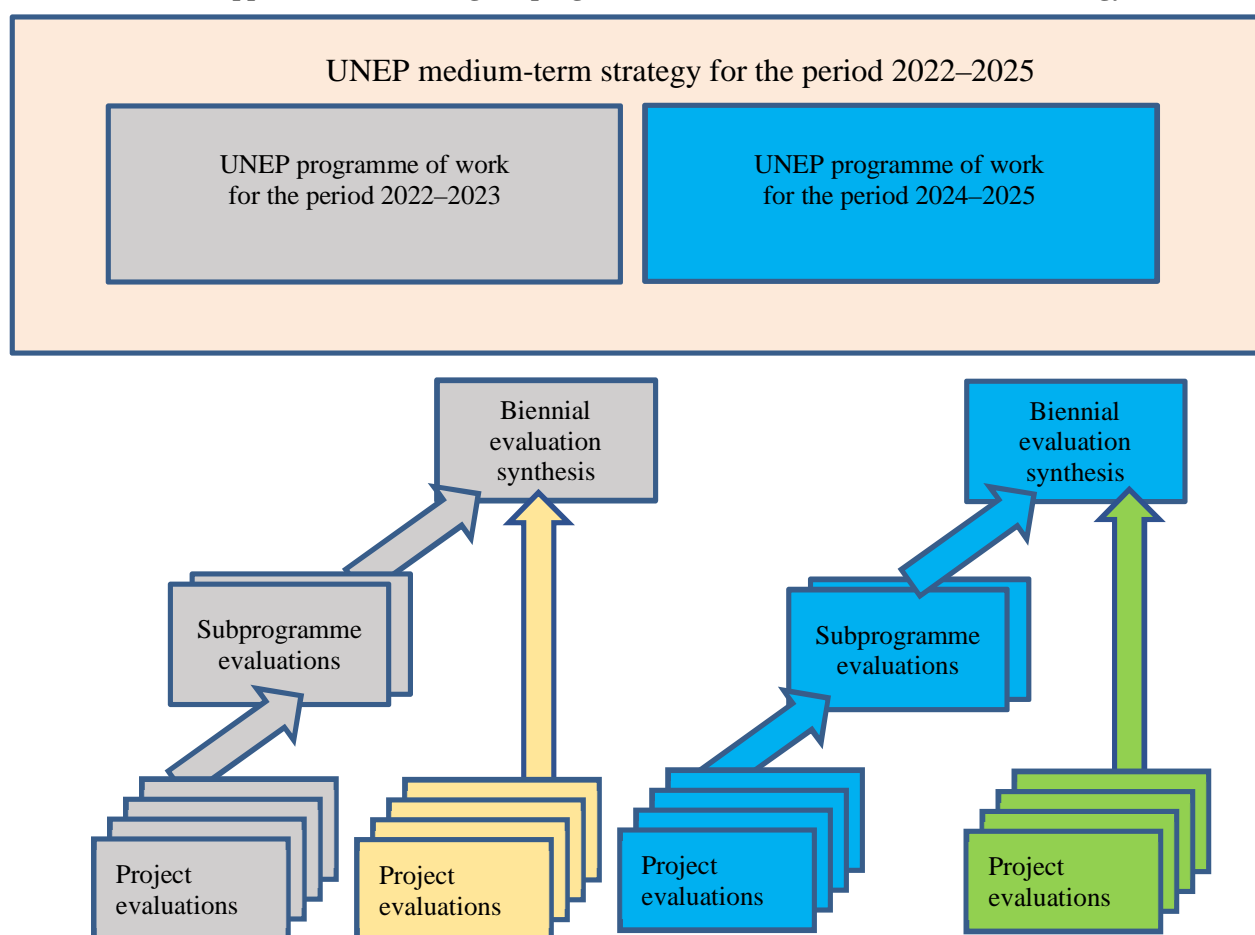 UNEP medium-term strategy for the period 2022–2025
UNEP programme of work
for the period 2022–2023
UNEP programme of work
for the period 2024–2025
Biennial
evaluation
synthesis
Biennial
evaluation
synthesis
Subprogramme
evaluations
Subprogramme
evaluations
Project
evaluations
Project
evaluations
Project
evaluations
Project
evaluations